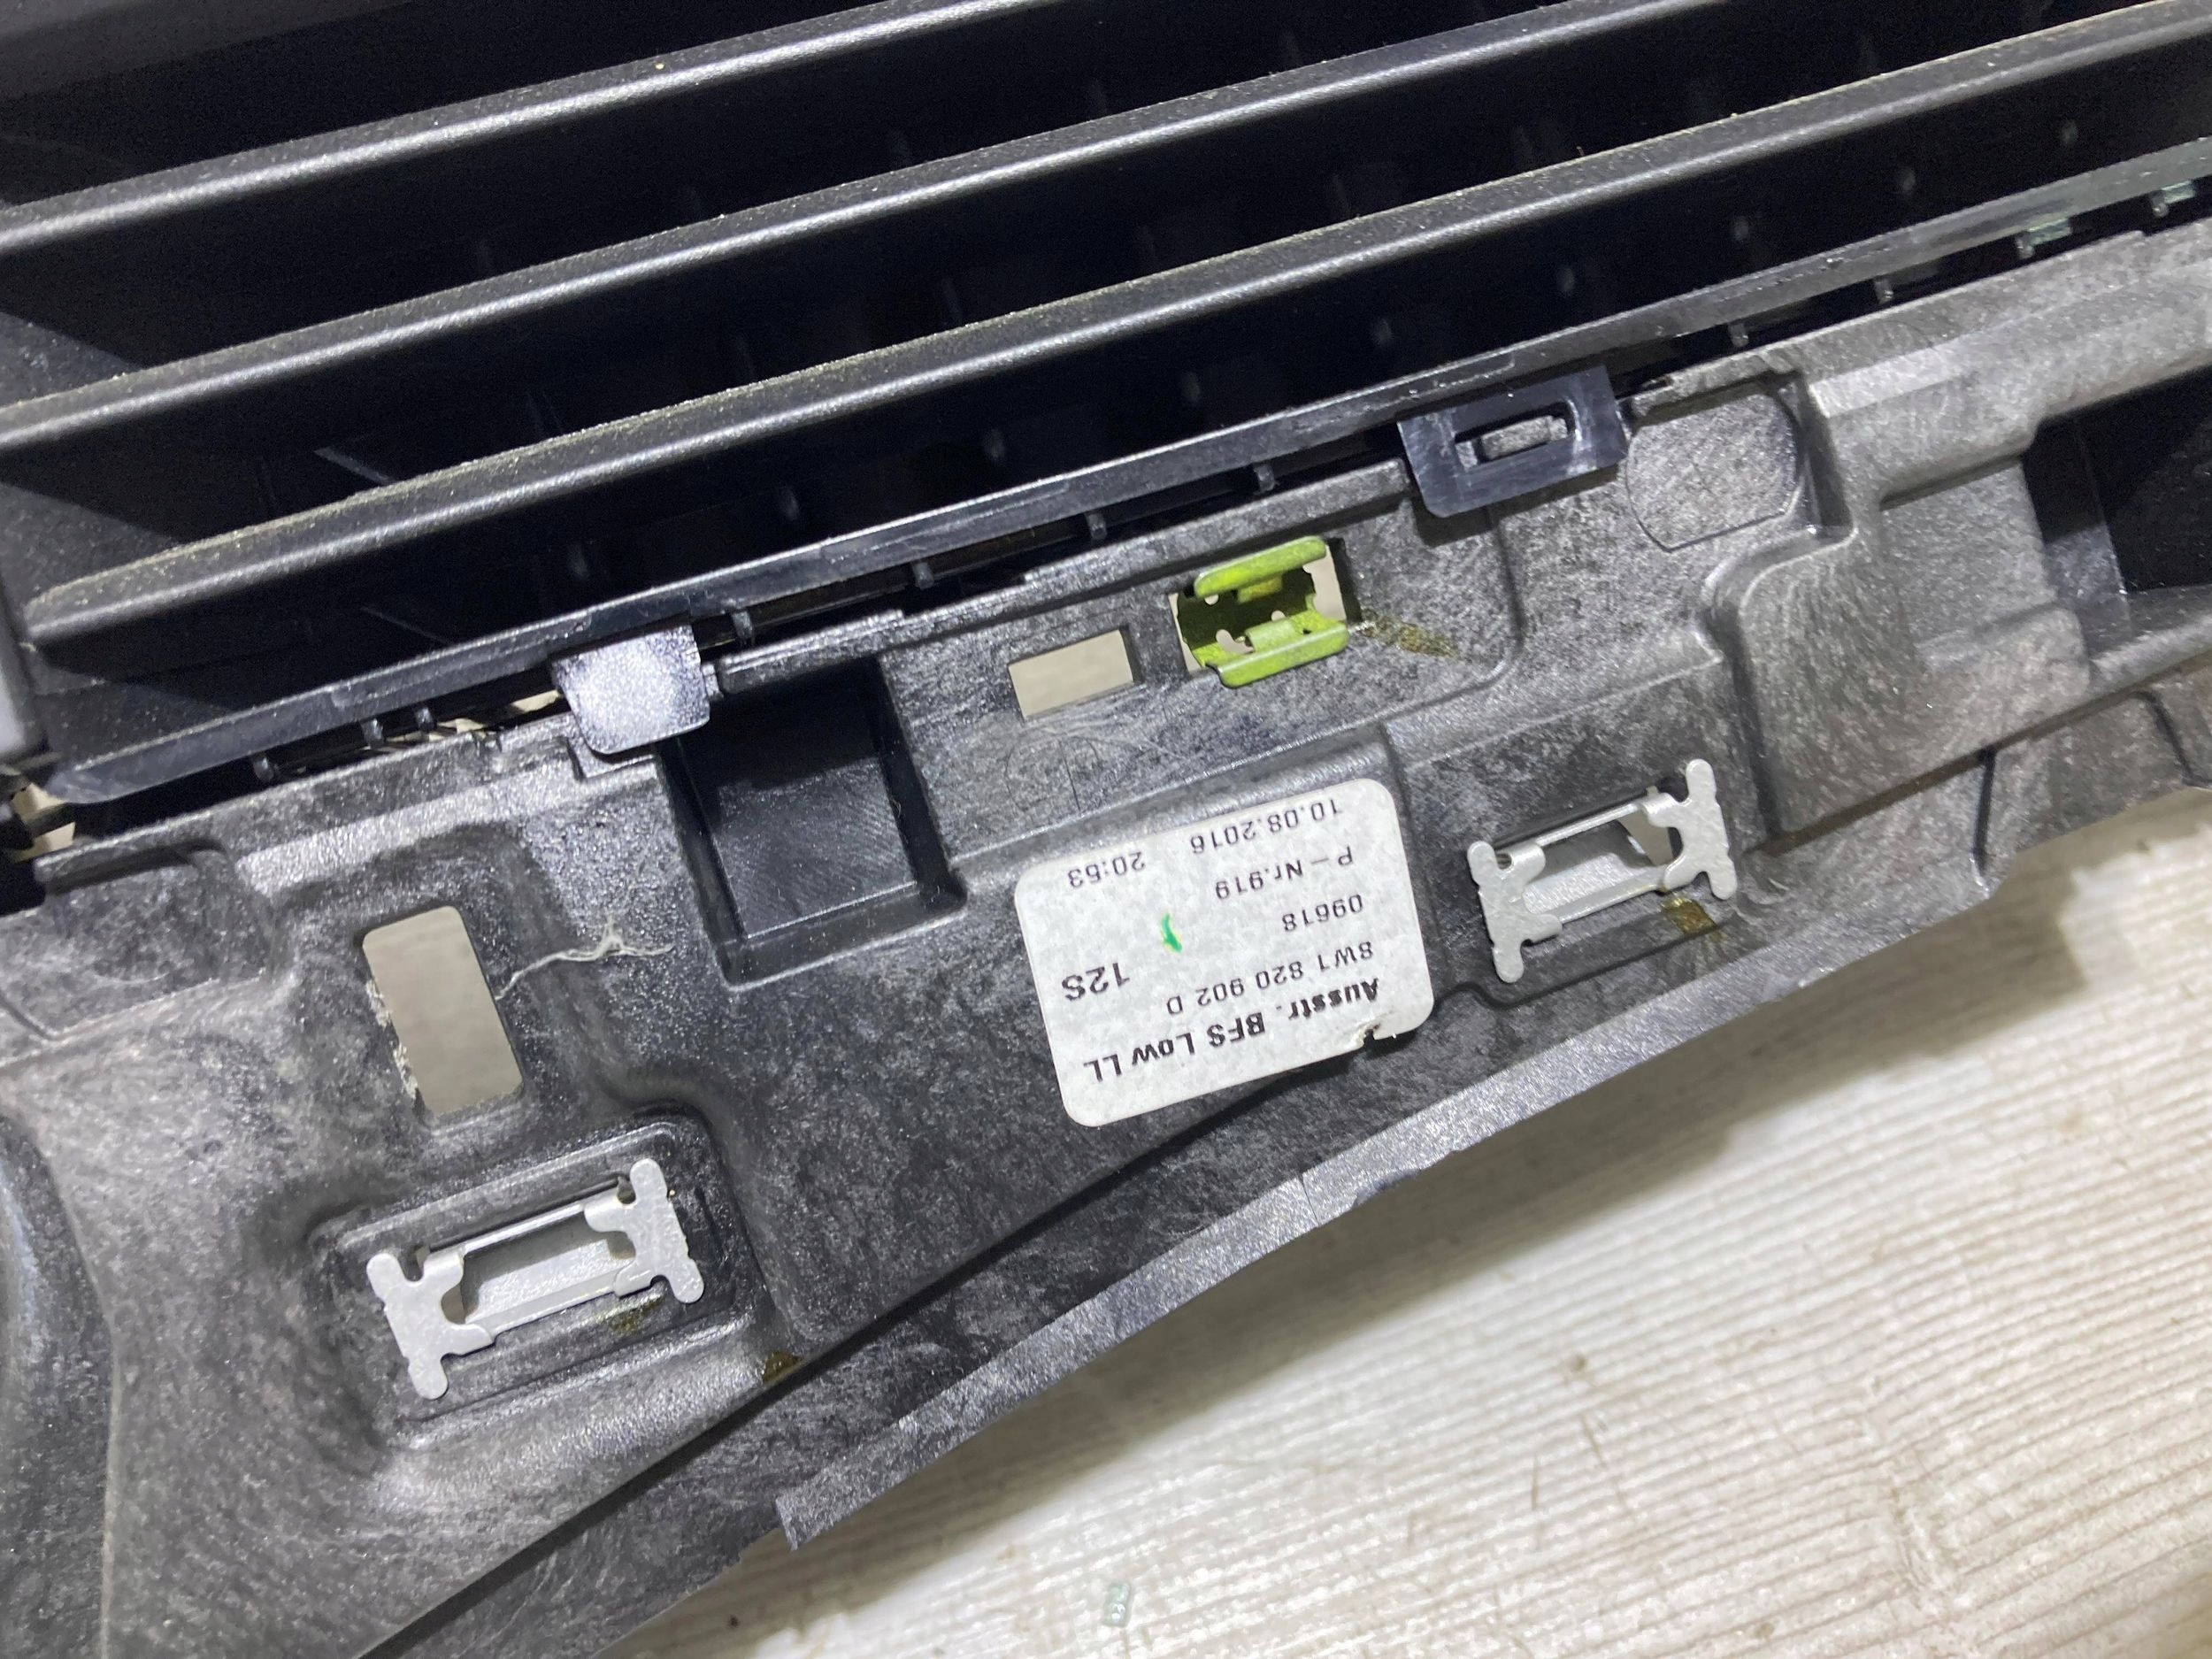 Ausstr. BFS Low LL
8W1 820 902 D
12S
09618
P - Nr.919
10.08.2016 20:53